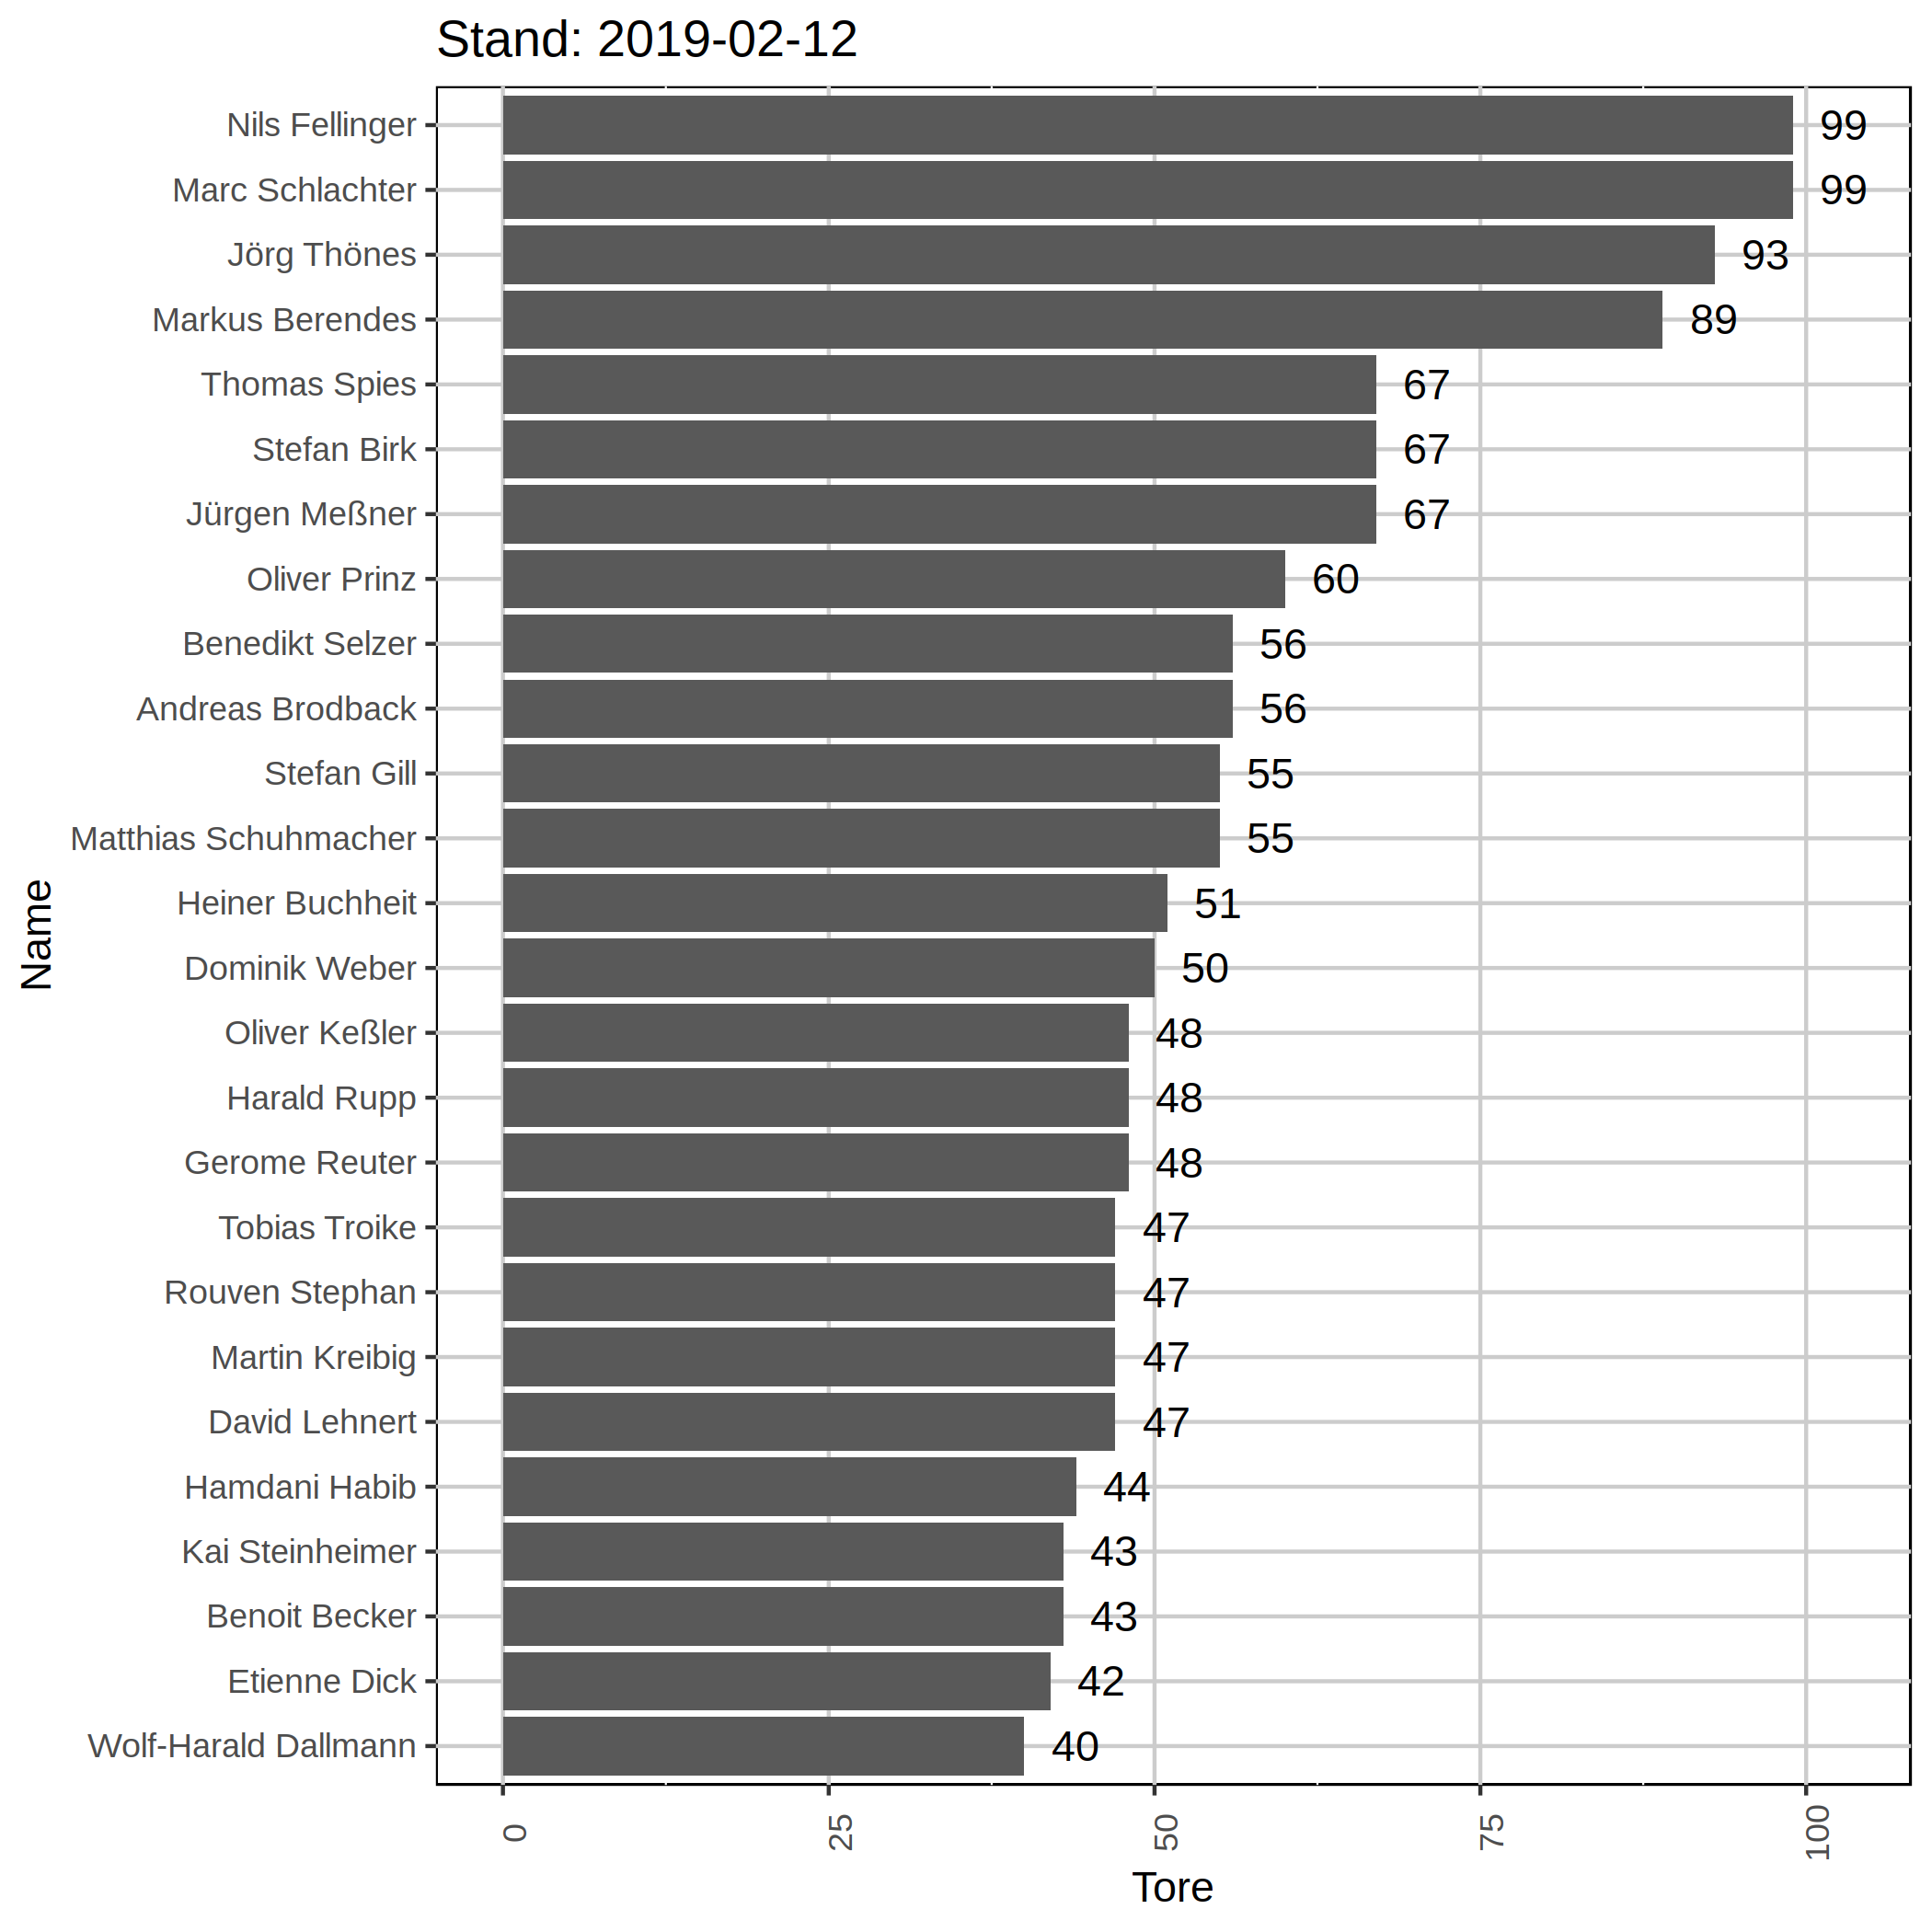 Stand: 2019-02-12
Name
Nils Fellinger 99
Marc Schlachter 99
Jörg Thönes 93
Markus Berendes 89
Thomas Spies 67
Stefan Birk 67
Jürgen Meßner 67
Oliver Prinz 60
Benedikt Selzer 56
Andreas Brodback 56
Stefan Gill 55
Matthias Schuhmacher 55
Heiner Buchheit 51
Dominik Weber 50
Oliver Keßler 48
Harald Rupp 48
Gerome Reuter 48
Tobias Troike 47
Rouven Stephan 47
Martin Kreibig 47
David Lehnert 47
Hamdani Habib 44
Kai Steinheimer 43
Benoit Becker 43
Etienne Dick 42
Wolf-Harald Dallmann 40
0 25 50 75 100
Tore